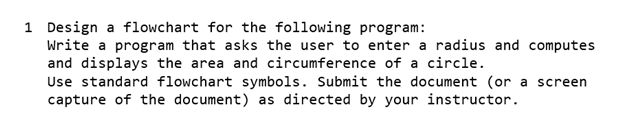 1 Design a flowchart for the following program:
Write a program that asks the user to enter a radius and computes
and displays the area and circumference of a circle.
Use standard flowchart symbols. Submit the document (or a screen
capture of the document) as directed by your instructor.